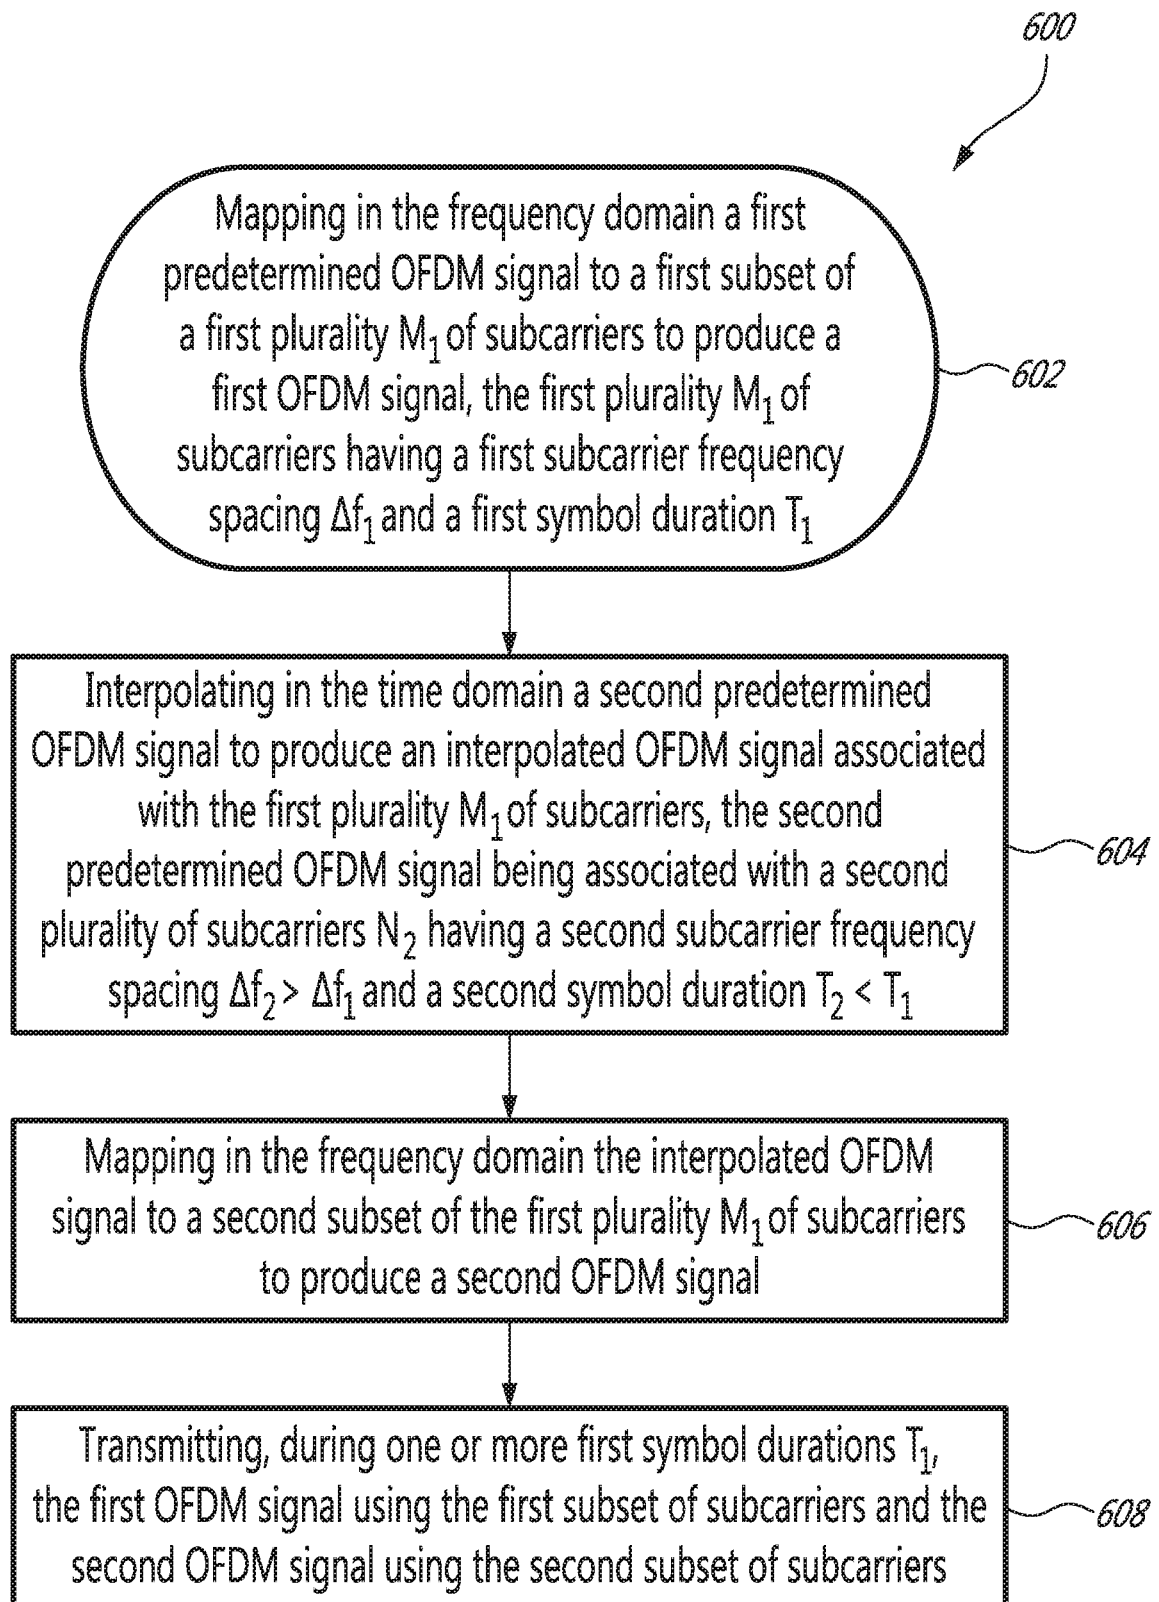 600
Mapping in the frequency domain a first
predetermined OFDM signal to a first subset of
a first plurality M₁ of subcarriers to produce a
first OFDM signal, the first plurality M₁ of
subcarriers having a first subcarrier frequency
spacing Δf₁ and a first symbol duration T₁
602
Interpolating in the time domain a second predetermined
OFDM signal to produce an interpolated OFDM signal associated
with the first plurality M₁ of subcarriers, the second
predetermined OFDM signal being associated with a second
plurality of subcarriers N₂ having a second subcarrier frequency
spacing Δf₂ > Δf₁ and a second symbol duration T₂ < T₁
604
Mapping in the frequency domain the interpolated OFDM
signal to a second subset of the first plurality M₁ of subcarriers
to produce a second OFDM signal
606
Transmitting, during one or more first symbol durations T₁,
the first OFDM signal using the first subset of subcarriers and the
second OFDM signal using the second subset of subcarriers
608